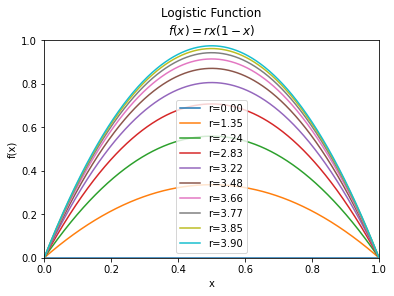 Logistic Function
f(x) = rx(1 − x)
1.0
0.8
0.6
0.4
0.2
0.0
f(x)
r=0.00
r=1.35
r=2.24
r=2.83
r=3.22
r=3.48
r=3.66
r=3.77
r=3.85
r=3.90
0.0 0.2 0.4 0.6 0.8 1.0
x